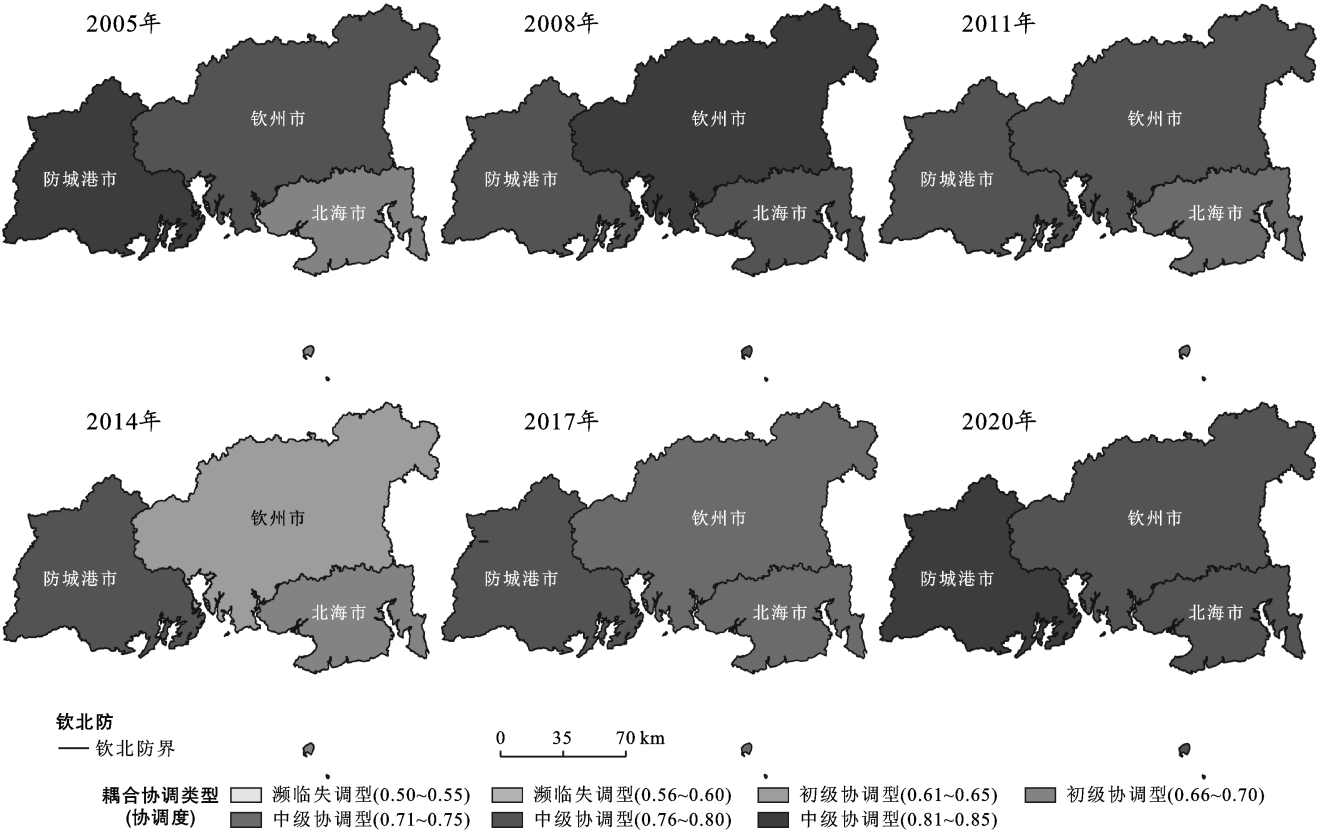 2005年
2008年
2011年
钦州市
防城港市
北海市
钦州市
防城港市
北海市
钦州市
防城港市
北海市
2014年
2017年
2020年
钦州市
防城港市
北海市
钦州市
防城港市
北海市
钦州市
防城港市
北海市
钦北防
钦北防界
0 35 70 km
耦合协调类型
(协调度)
濒临失调型(0.50~0.55)
濒临失调型(0.56~0.60)
初级协调型(0.61~0.65)
初级协调型(0.66~0.70)
中级协调型(0.71~0.75)
中级协调型(0.76~0.80)
中级协调型(0.81~0.85)